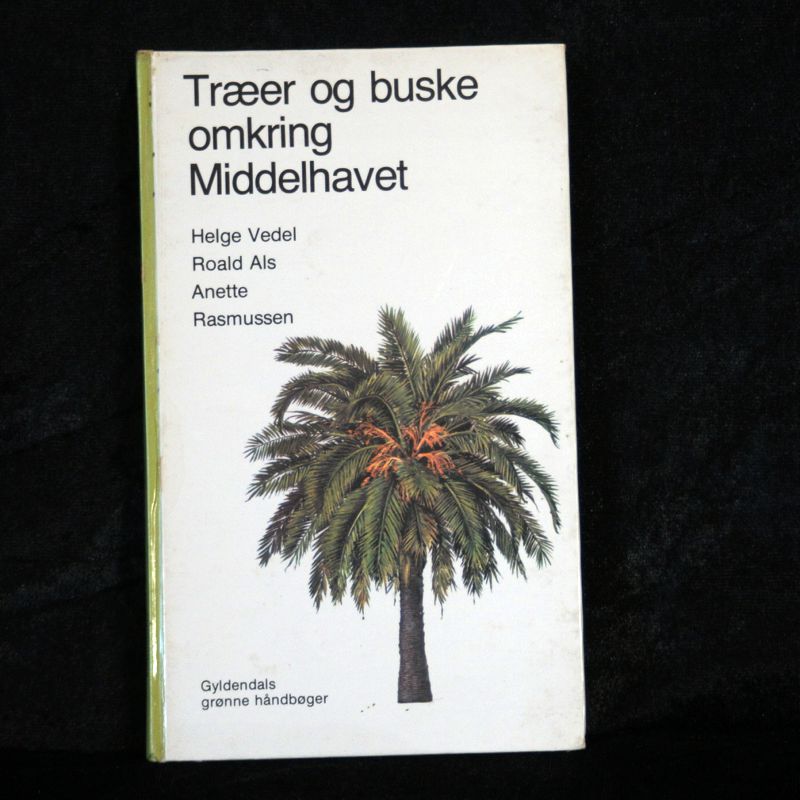 Træer og buske
omkring
Middelhavet
Helge Vedel
Roald Als
Anette
Rasmussen
Gyldendals
grønne håndbøger